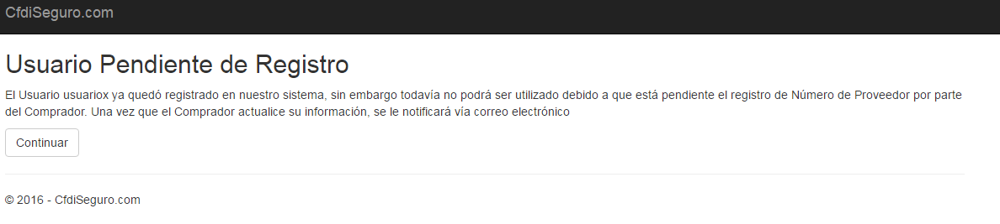 CfdiSeguro.com
Usuario Pendiente de Registro
El Usuario usuariox ya quedó registrado en nuestro sistema, sin embargo todavía no podrá ser utilizado debido a que está pendiente el registro de Número de Proveedor por parte
del Comprador. Una vez que el Comprador actualice su información, se le notificará vía correo electrónico
Continuar
© 2016 - CfdiSeguro.com